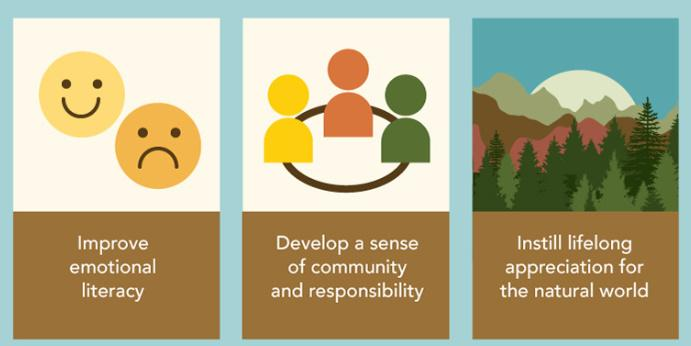 Improve
emotional
literacy
Develop a sense
of community
and responsibility
Instill lifelong
appreciation for
the natural world